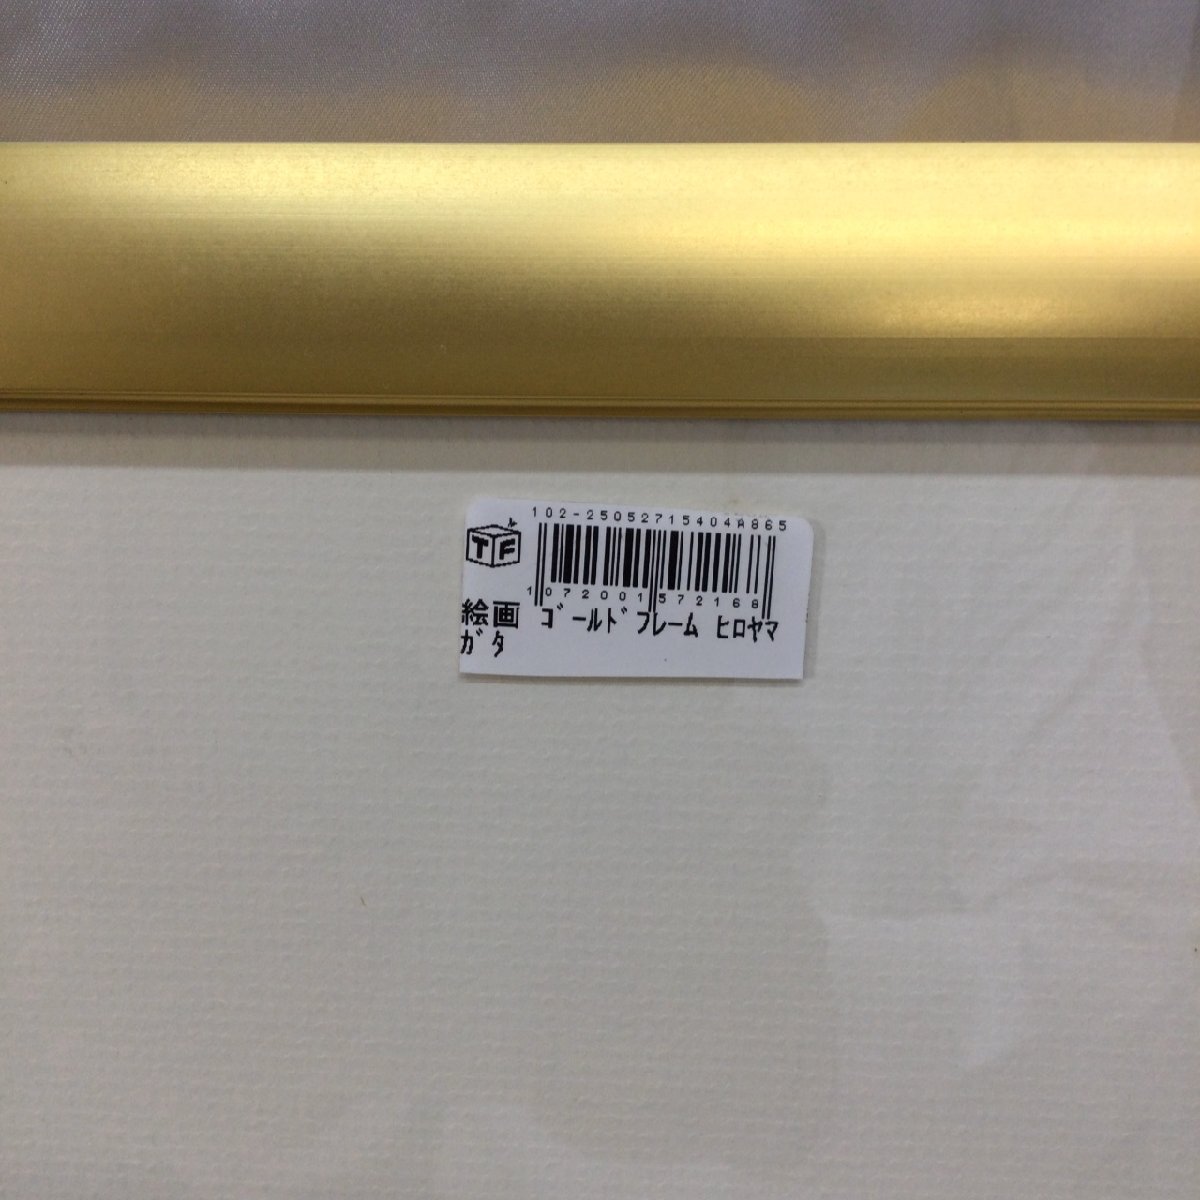 102-25052715404A865
TF
1072001572168
絵画 ゴールドフレーム ヒロヤマ
ガタ